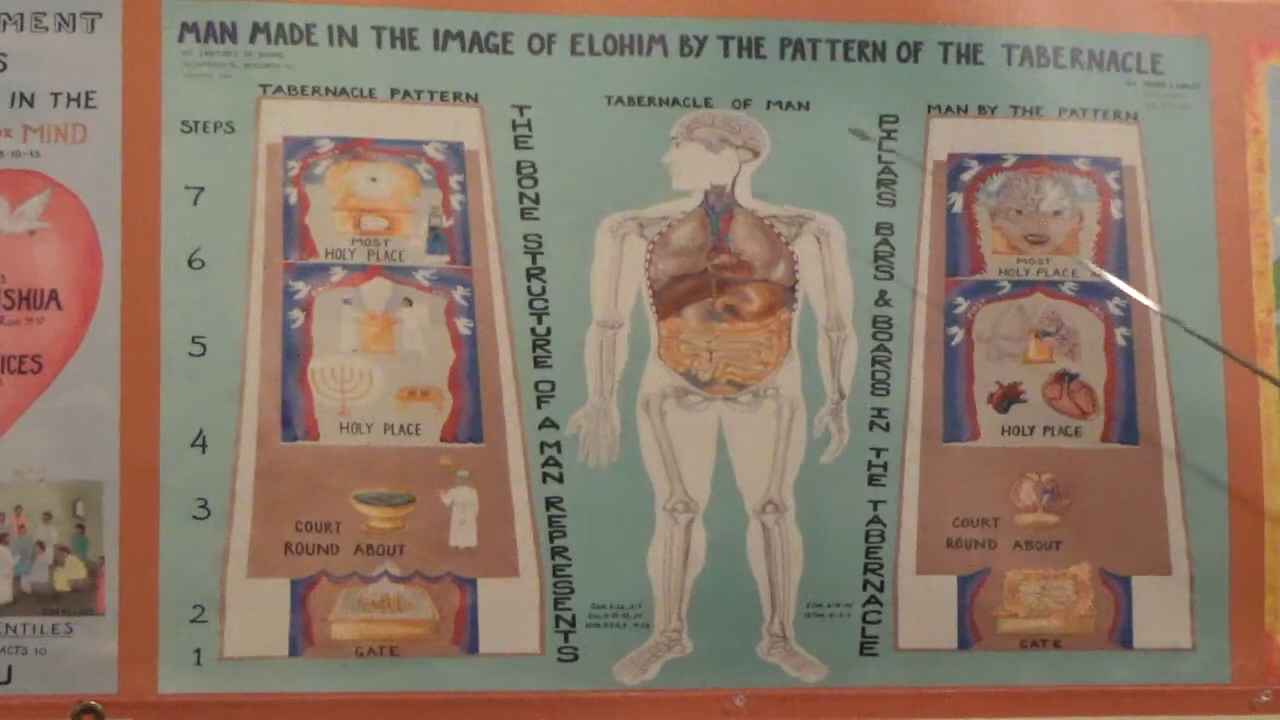 MENT
S
IN THE
OR MIND
SHUA
ICES
ENTILES
ACTS 10
U
MAN MADE IN THE IMAGE OF ELOHIM BY THE PATTERN OF THE TABERNACLE
TABERNACLE PATTERN
STEPS
7
6
5
4
3
2
1
MOST
HOLY PLACE
HOLY PLACE
COURT
ROUND ABOUT
GATE
THE BONE STRUCTURE OF A MAN REPRESENTS
TABERNACLE OF MAN
PILLARS BARS & BOARDS IN THE TABERNACLE
MAN BY THE PATTERN
MOST
HOLY PLACE
HOLY PLACE
COURT
ROUND ABOUT
GATE